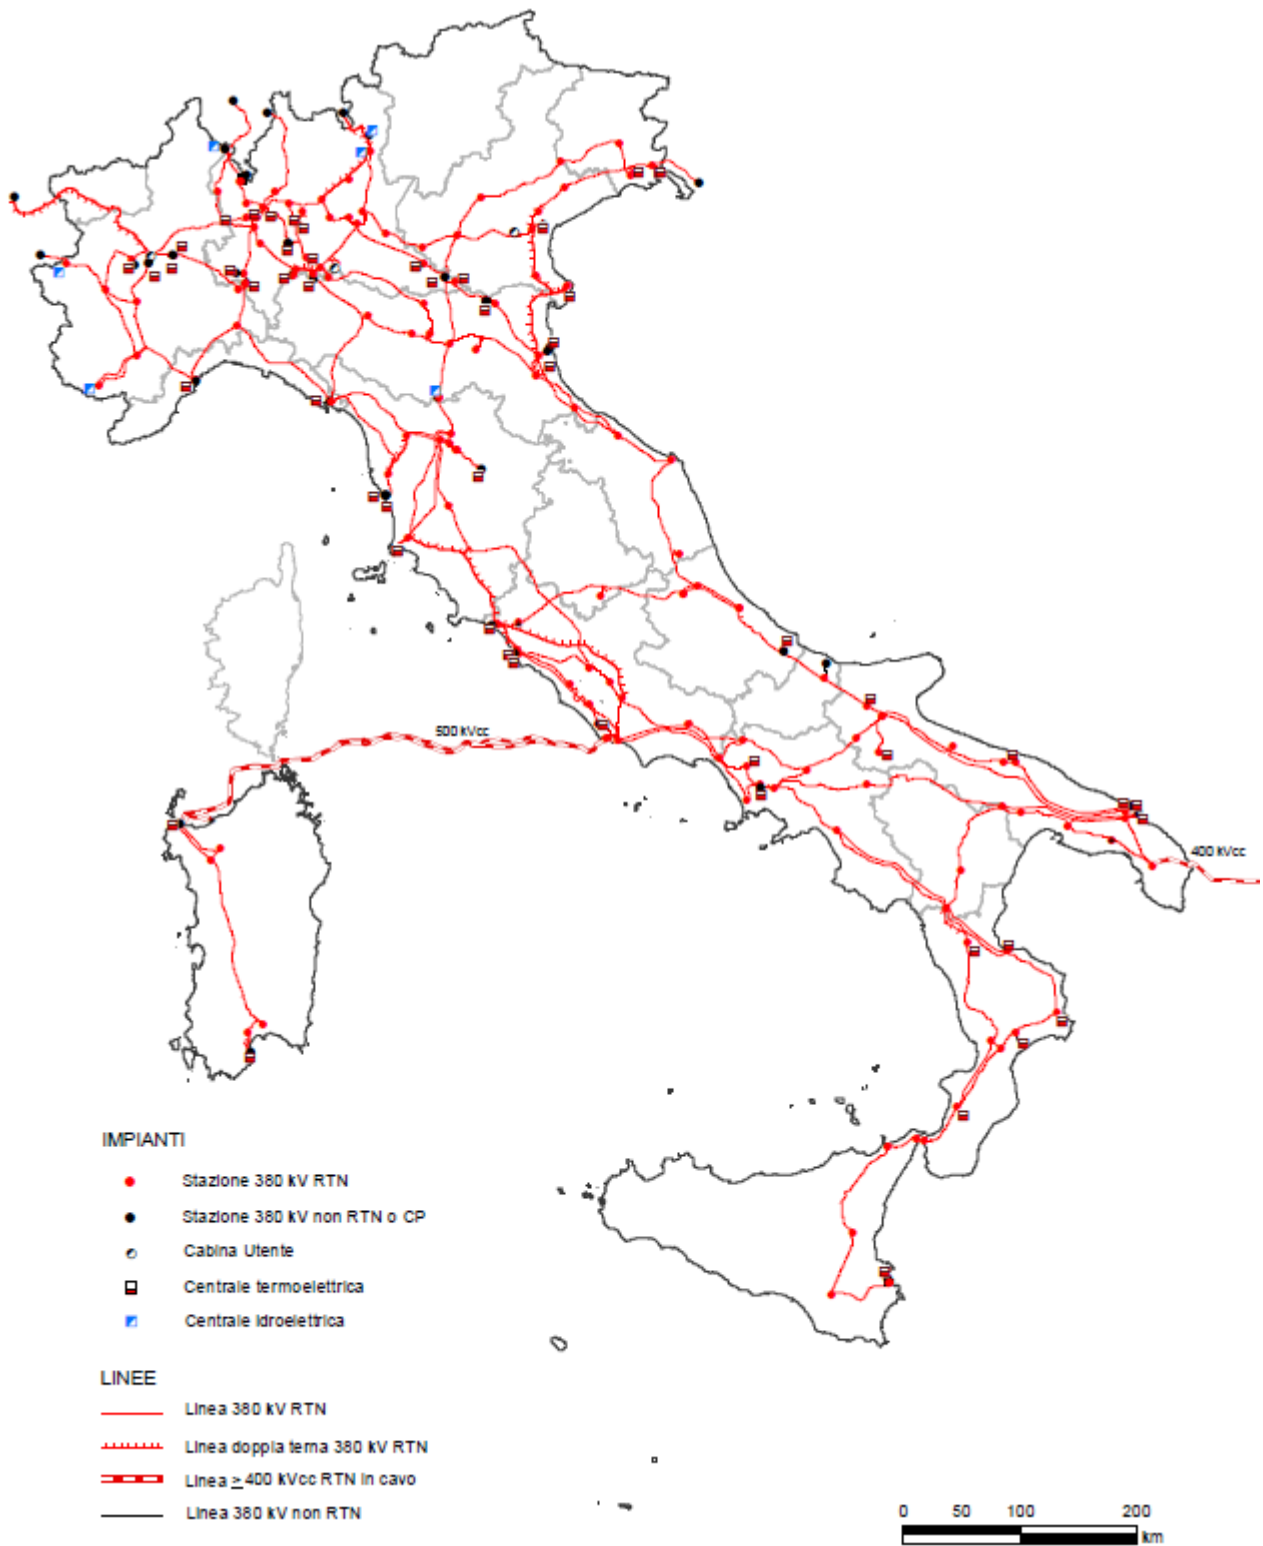 500 kVcc
400 kVcc
IMPIANTI
Stazione 380 kV RTN
Stazione 380 kV non RTN o CP
Cabina Utente
Centrale termoelettrica
Centrale idroelettrica
LINEE
Linea 380 kV RTN
Linea doppia terna 380 kV RTN
Linea ≥ 400 kVcc RTN in cavo
Linea 380 kV non RTN
0 50 100 200
km